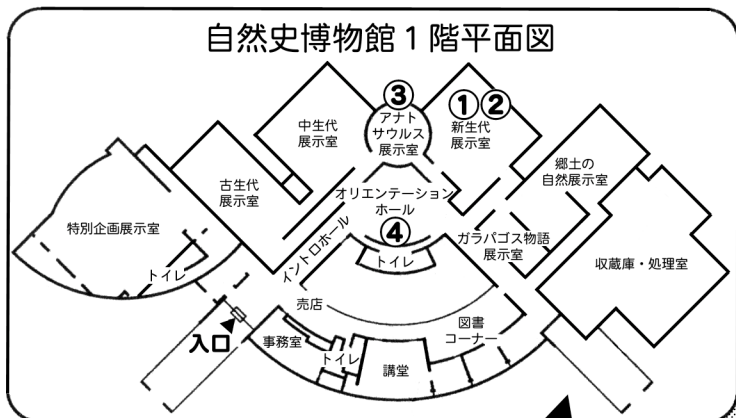 自然史博物館1階平面図
③
① ②
アナト
サウルス
展示室
中生代
展示室
新生代
展示室
郷土の
自然展示室
古生代
展示室
オリエンテーション
ホール
④
特別企画展示室
イントロホール
ガラパゴス物語
展示室
トイレ
トイレ
収蔵庫・処理室
売店
入口
事務室
トイレ
講堂
図書
コーナー